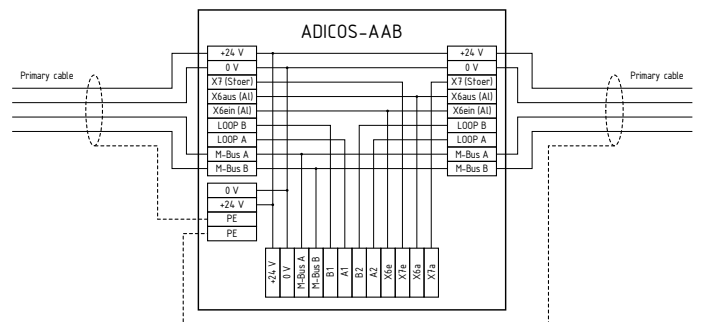 ADICOS-AAB
Primary cable
+24 V
0 V
X7 (Stoer)
X6aus (Al)
X6ein (Al)
LOOP B
LOOP A
M-Bus A
M-Bus B
0 V
+24 V
PE
PE
+24 V
0 V
X7 (Stoer)
X6aus (Al)
X6ein (Al)
LOOP B
LOOP A
M-Bus A
M-Bus B
Primary cable
+24 V
0 V
M-Bus A
M-Bus B
B1
A1
B2
A2
X6e
X7e
X6a
X7a